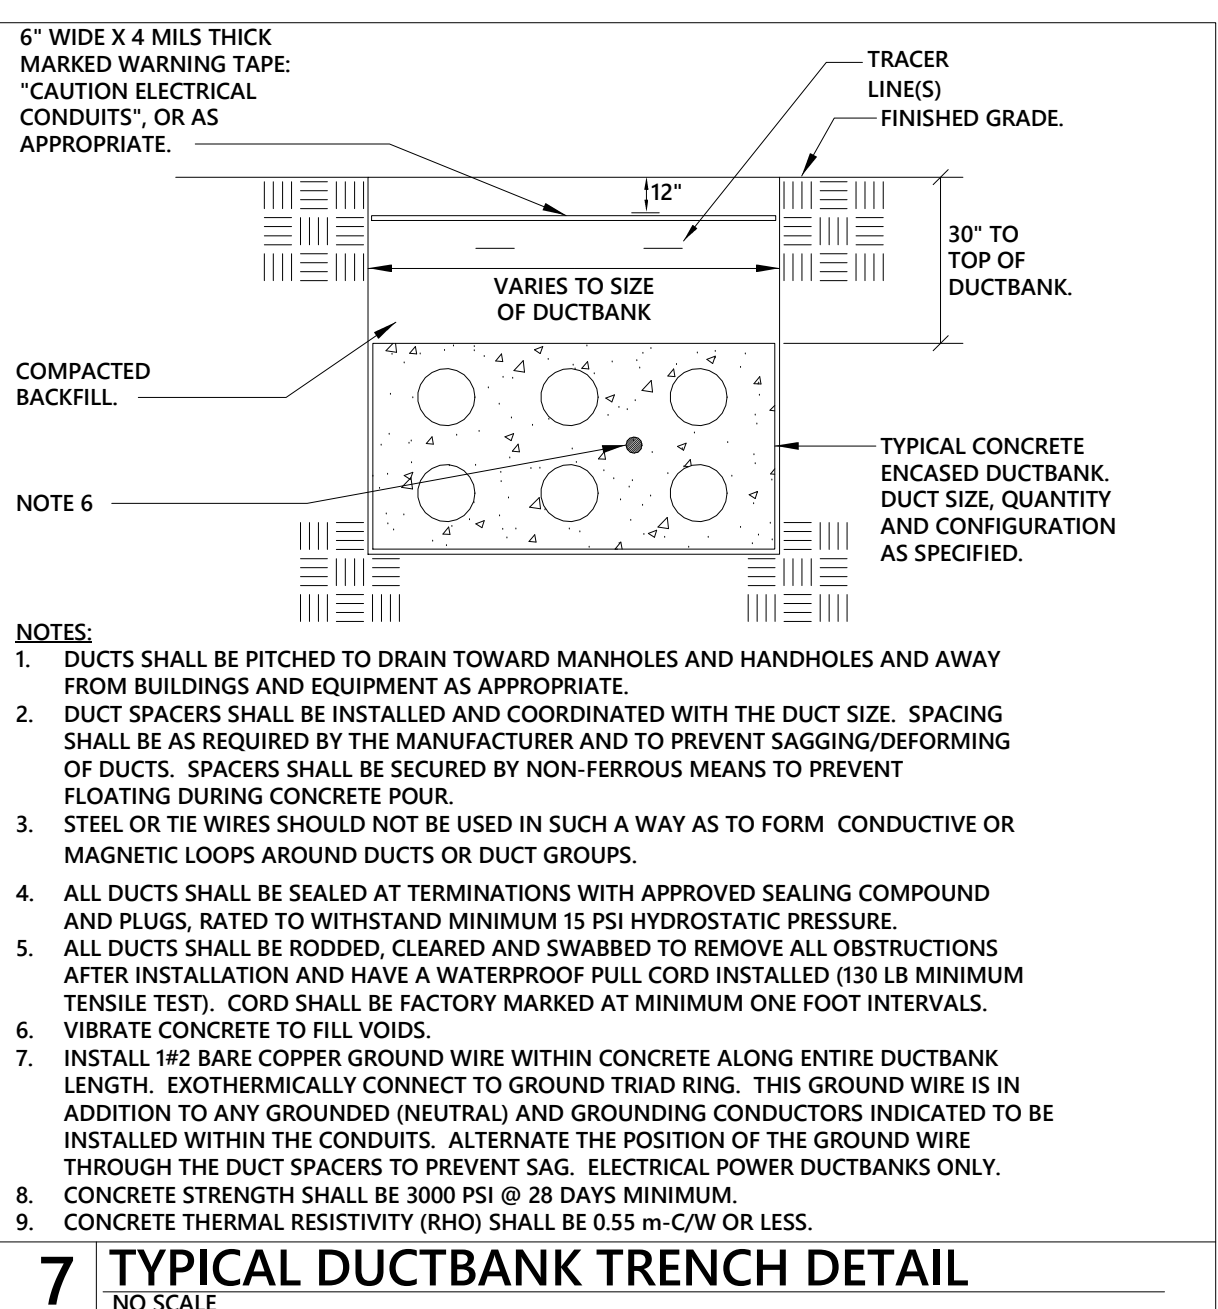 6" WIDE X 4 MILS THICK
MARKED WARNING TAPE:
"CAUTION ELECTRICAL
CONDUITS", OR AS
APPROPRIATE.
TRACER
LINE(S)
FINISHED GRADE.
12"
30" TO
TOP OF
DUCTBANK.
VARIES TO SIZE
OF DUCTBANK
COMPACTED
BACKFILL.
NOTE 6
TYPICAL CONCRETE
ENCASED DUCTBANK.
DUCT SIZE, QUANTITY
AND CONFIGURATION
AS SPECIFIED.
NOTES:
1. DUCTS SHALL BE PITCHED TO DRAIN TOWARD MANHOLES AND HANDHOLES AND AWAY
FROM BUILDINGS AND EQUIPMENT AS APPROPRIATE.
2. DUCT SPACERS SHALL BE INSTALLED AND COORDINATED WITH THE DUCT SIZE. SPACING
SHALL BE AS REQUIRED BY THE MANUFACTURER AND TO PREVENT SAGGING/DEFORMING
OF DUCTS. SPACERS SHALL BE SECURED BY NON-FERROUS MEANS TO PREVENT
FLOATING DURING CONCRETE POUR.
3. STEEL OR TIE WIRES SHOULD NOT BE USED IN SUCH A WAY AS TO FORM CONDUCTIVE OR
MAGNETIC LOOPS AROUND DUCTS OR DUCT GROUPS.
4. ALL DUCTS SHALL BE SEALED AT TERMINATIONS WITH APPROVED SEALING COMPOUND
AND PLUGS, RATED TO WITHSTAND MINIMUM 15 PSI HYDROSTATIC PRESSURE.
5. ALL DUCTS SHALL BE RODDED, CLEARED AND SWABBED TO REMOVE ALL OBSTRUCTIONS
AFTER INSTALLATION AND HAVE A WATERPROOF PULL CORD INSTALLED (130 LB MINIMUM
TENSILE TEST). CORD SHALL BE FACTORY MARKED AT MINIMUM ONE FOOT INTERVALS.
6. VIBRATE CONCRETE TO FILL VOIDS.
7. INSTALL 1#2 BARE COPPER GROUND WIRE WITHIN CONCRETE ALONG ENTIRE DUCTBANK
LENGTH. EXOTHERMICALLY CONNECT TO GROUND TRIAD RING. THIS GROUND WIRE IS IN
ADDITION TO ANY GROUNDED (NEUTRAL) AND GROUNDING CONDUCTORS INDICATED TO BE
INSTALLED WITHIN THE CONDUITS. ALTERNATE THE POSITION OF THE GROUND WIRE
THROUGH THE DUCT SPACERS TO PREVENT SAG. ELECTRICAL POWER DUCTBANKS ONLY.
8. CONCRETE STRENGTH SHALL BE 3000 PSI @ 28 DAYS MINIMUM.
9. CONCRETE THERMAL RESISTIVITY (RHO) SHALL BE 0.55 m-C/W OR LESS.
7 TYPICAL DUCTBANK TRENCH DETAIL
NO SCALE